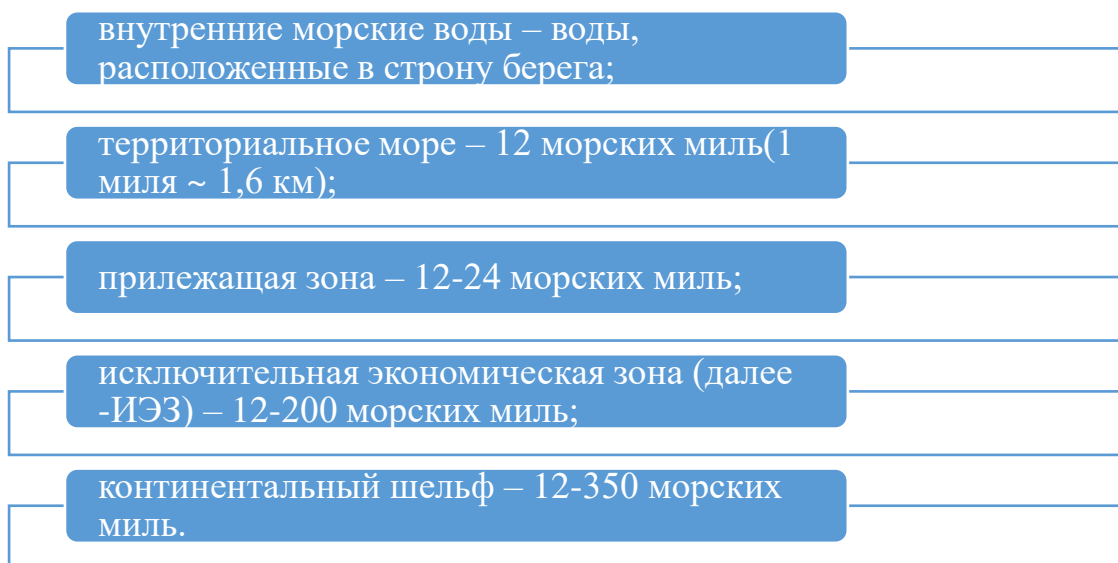 внутренние морские воды – воды,
расположенные в строну берега;
территориальное море – 12 морских миль(1
миля ~ 1,6 км);
прилежащая зона – 12-24 морских миль;
исключительная экономическая зона (далее
-ИЭЗ) – 12-200 морских миль;
континентальный шельф – 12-350 морских
миль.